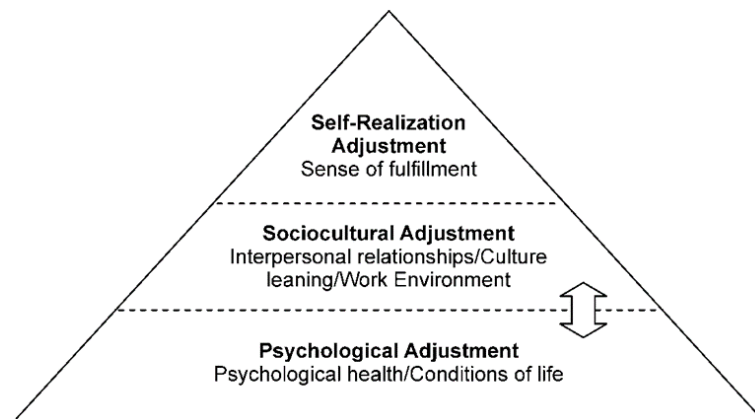 Self-Realization
Adjustment
Sense of fulfillment
Sociocultural Adjustment
Interpersonal relationships/Culture
leaning/Work Environment
Psychological Adjustment
Psychological health/Conditions of life